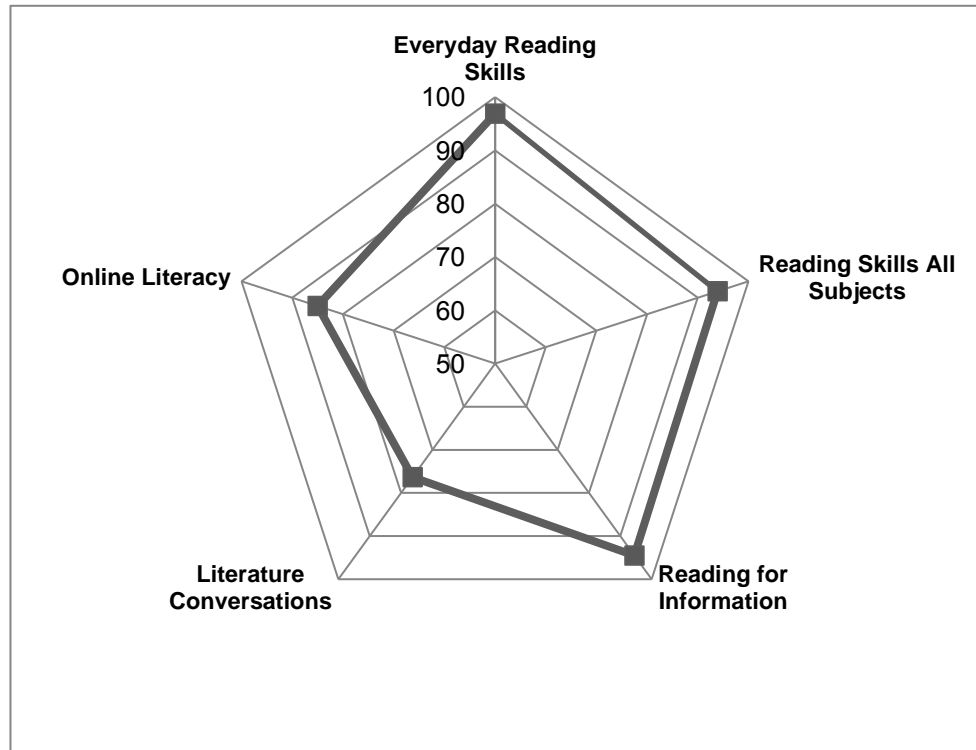 Everyday Reading
Skills
100
90
80
70
60
50
Online Literacy
Reading Skills All
Subjects
Literature
Conversations
Reading for
Information